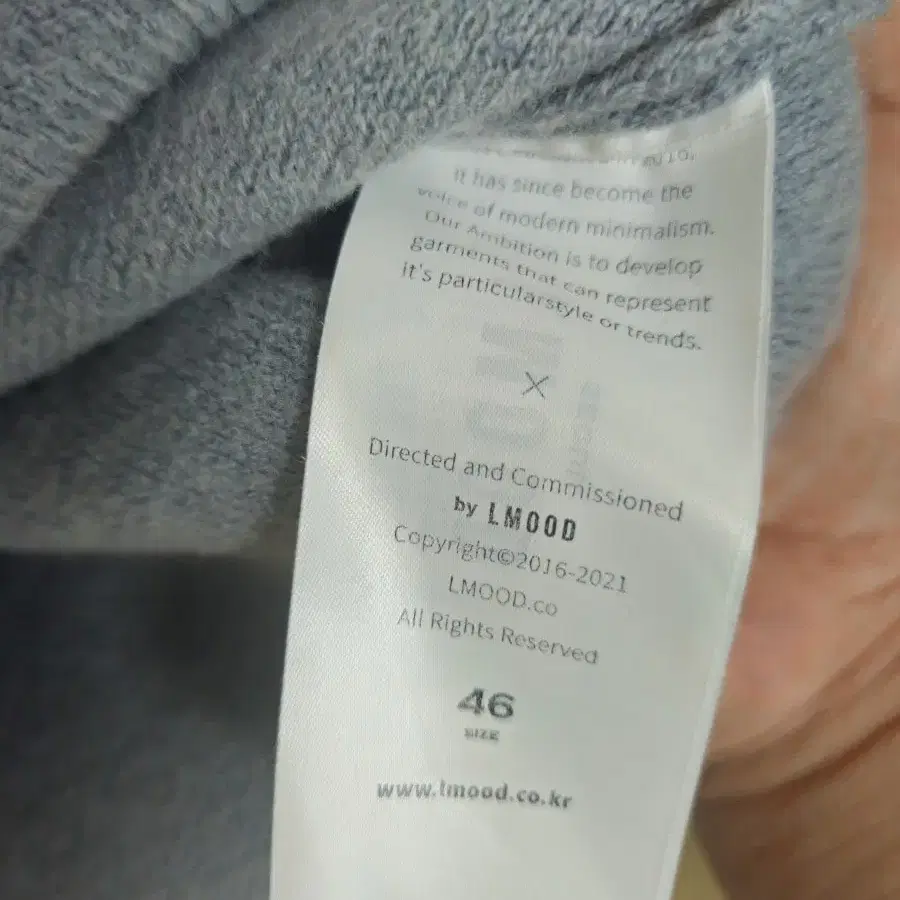 It has since become the
voice of modern minimalism.
Our Ambition is to develop
garments that can represent
it's particularstyle or trends.
×
Directed and Commissioned
by LMOOD
Copyright©2016-2021
LMOOD.co
All Rights Reserved
46
SIZE
www.lmood.co.kr